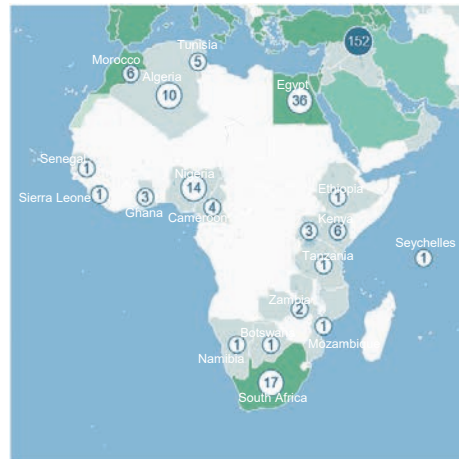 Tunisia
152
Morocco
5
6
Algeria
10
Egypt
36
Senegal
1
Nigeria
14
Ethiopia
1
Sierra Leone
1
3
Ghana
4
Cameroon
3
Kenya
6
Seychelles
1
Tanzania
1
Zambia
2
1
Mozambique
Botswana
1
1
Namibia
17
South Africa